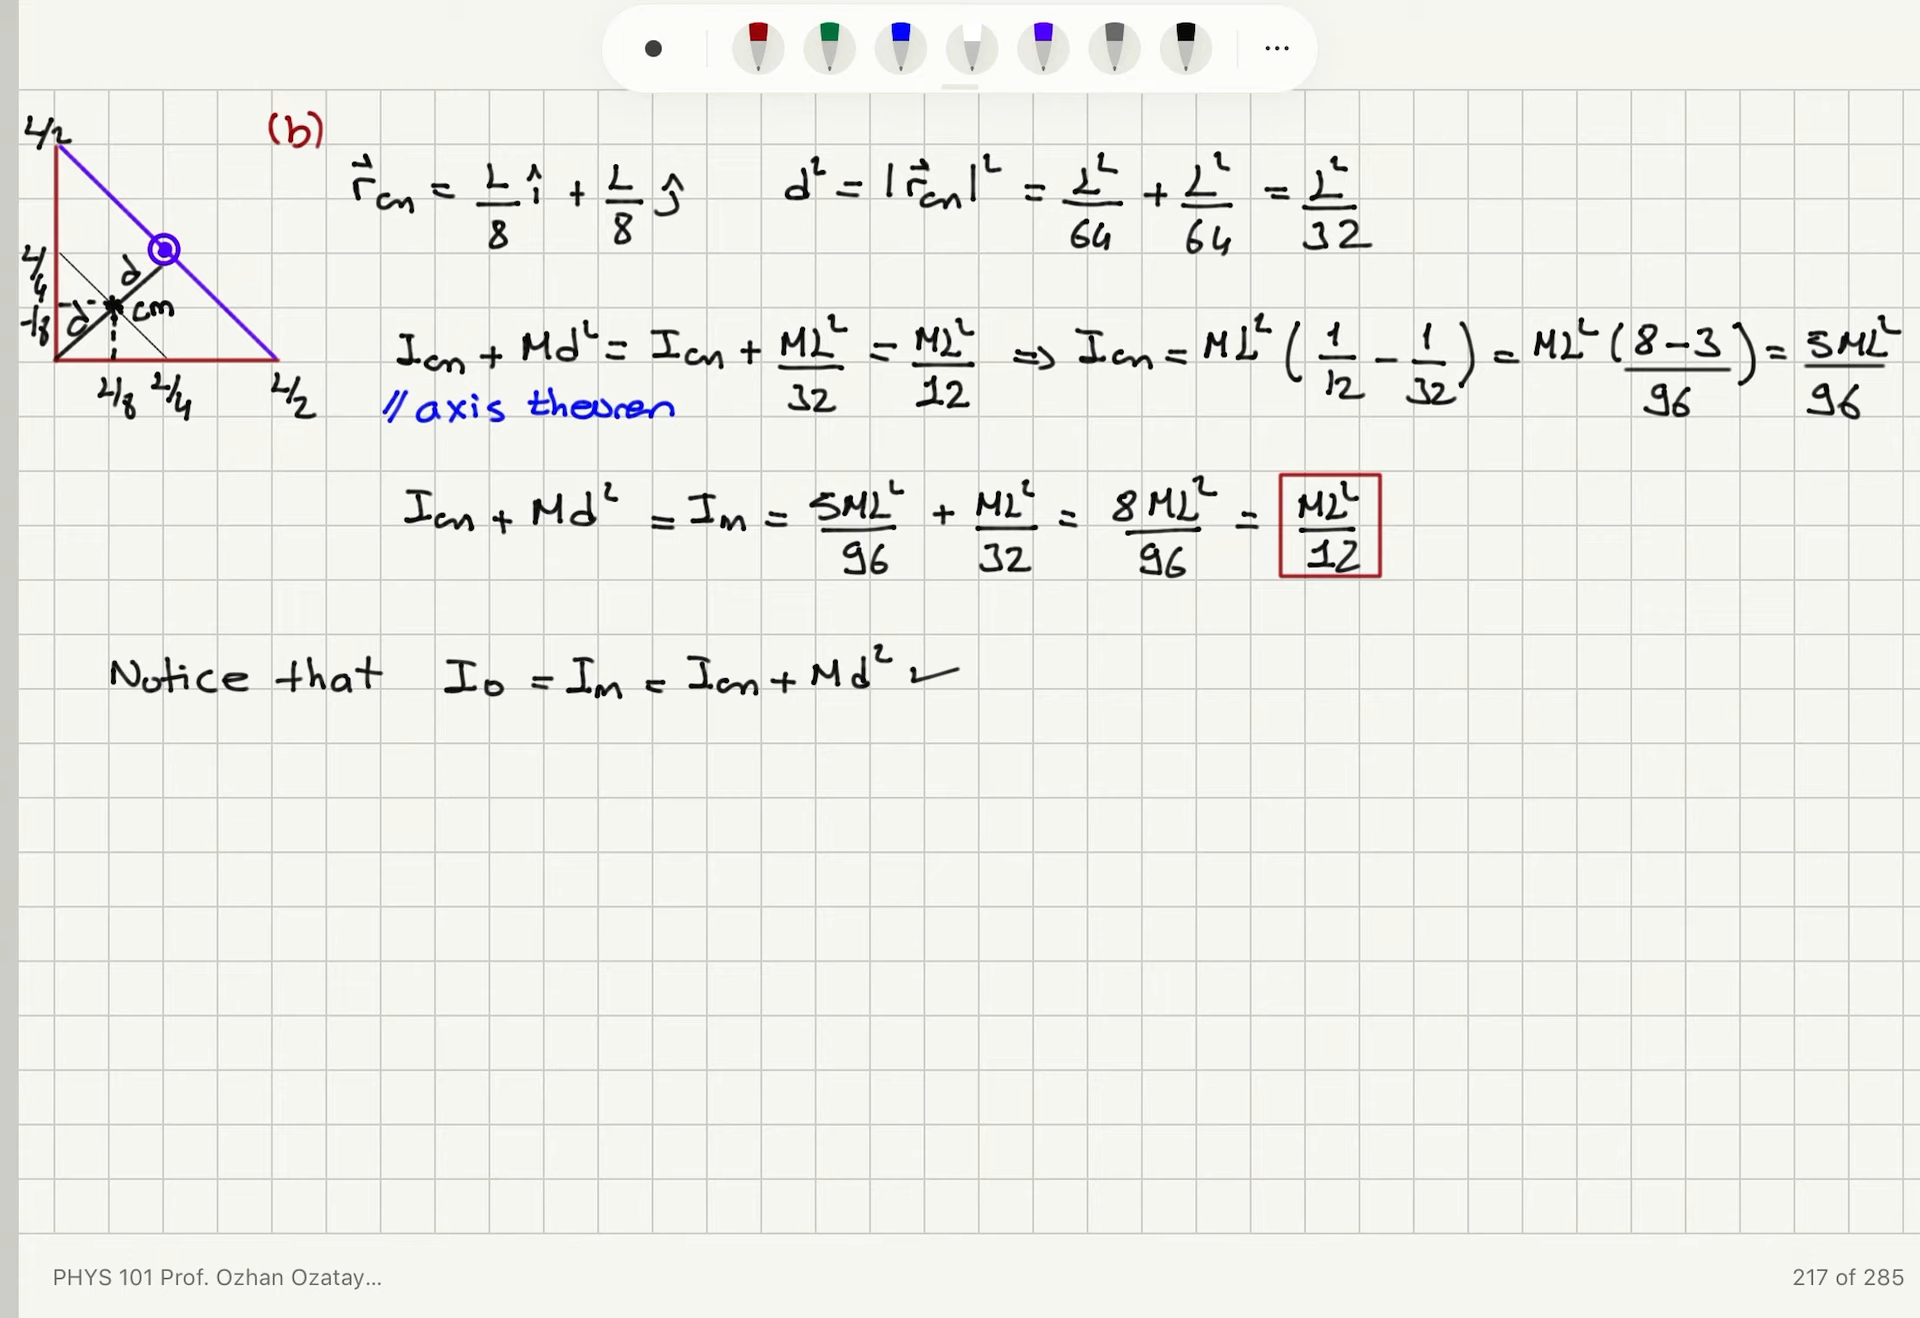 (b)
L/2
r⃗cm = L/8 î + L/8 ĵ    d² = |r⃗cm|² = L²/64 + L²/64 = L²/32
L/4
d
d
cm
L/8
L/8 L/4 L/2
Icm + Md² = Icm + ML²/32 = ML²/12 ⇒ Icm = ML² (1/12 − 1/32) = ML² (8−3/96) = 5ML²/96
// axis theorem
Icm + Md² = Im = 5ML²/96 + ML²/32 = 8ML²/96 = ML²/12
Notice that I₀ = Im = Icm + Md² ✓
PHYS 101 Prof. Ozhan Ozatay...
217 of 285